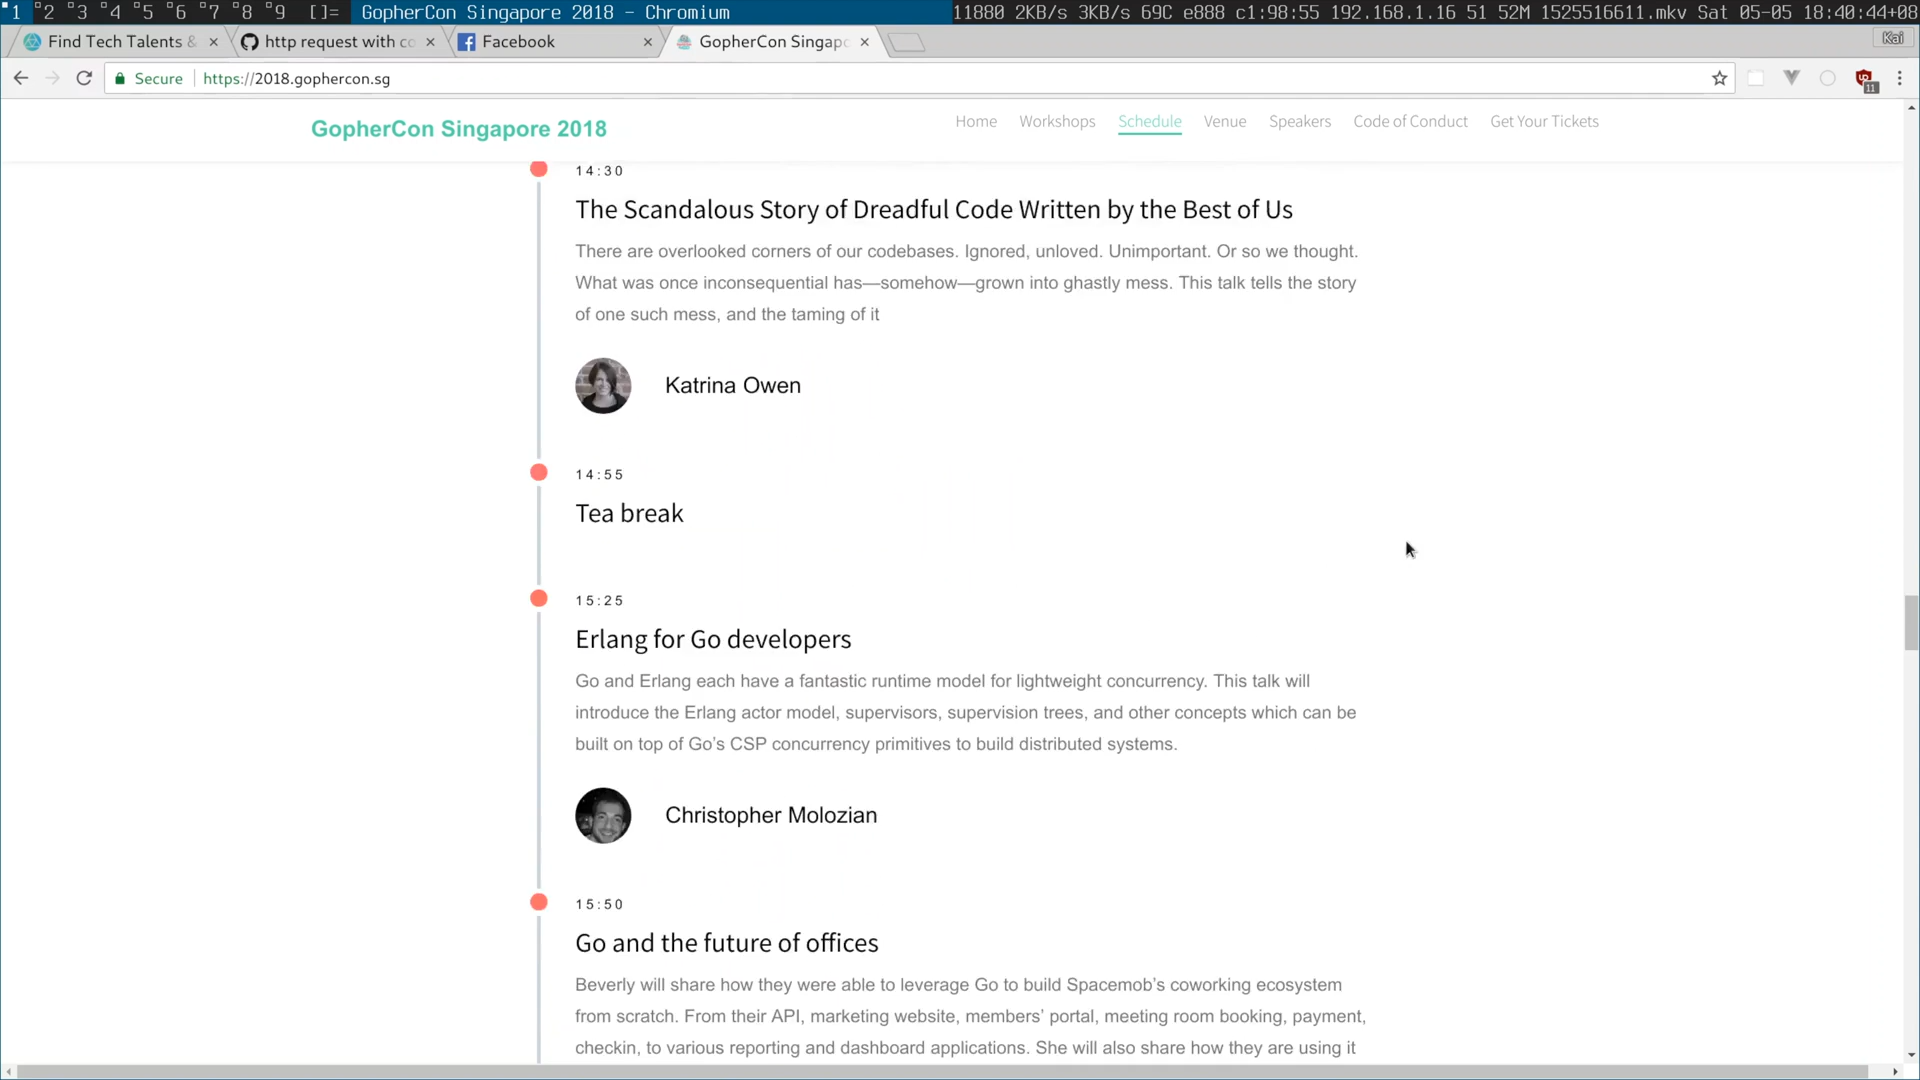 1 2 3 4 5 6 7 8 9 []= GopherCon Singapore 2018 - Chromium 11880 2KB/s 3KB/s 69C e888 c1:98:55 192.168.1.16 51 52M 1525516611.mkv Sat 05-05 18:40:44+08
Find Tech Talents & http request with co Facebook GopherCon Singap Kai
Secure https://2018.gophercon.sg 11
GopherCon Singapore 2018 Home Workshops Schedule Venue Speakers Code of Conduct Get Your Tickets
14:30
The Scandalous Story of Dreadful Code Written by the Best of Us
There are overlooked corners of our codebases. Ignored, unloved. Unimportant. Or so we thought.
What was once inconsequential has—somehow—grown into ghastly mess. This talk tells the story
of one such mess, and the taming of it
Katrina Owen
14:55
Tea break
15:25
Erlang for Go developers
Go and Erlang each have a fantastic runtime model for lightweight concurrency. This talk will
introduce the Erlang actor model, supervisors, supervision trees, and other concepts which can be
built on top of Go’s CSP concurrency primitives to build distributed systems.
Christopher Molozian
15:50
Go and the future of offices
Beverly will share how they were able to leverage Go to build Spacemob’s coworking ecosystem
from scratch. From their API, marketing website, members’ portal, meeting room booking, payment,
checkin, to various reporting and dashboard applications. She will also share how they are using it